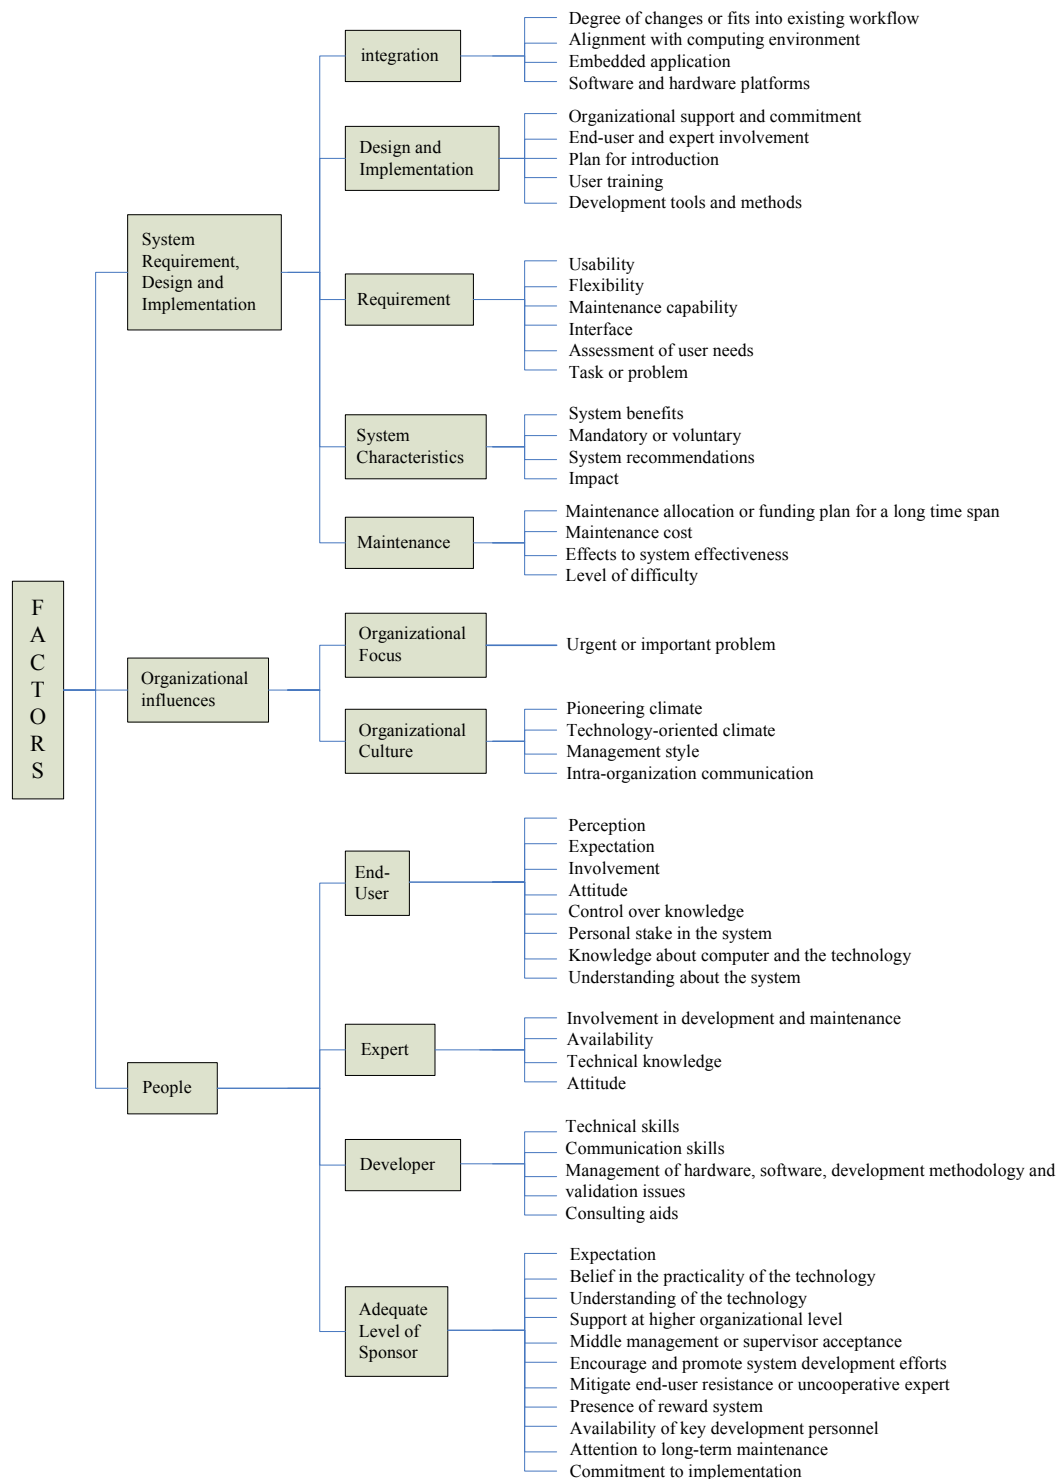 FACTORS
System
Requirement,
Design and
Implementation
integration
Degree of changes or fits into existing workflow
Alignment with computing environment
Embedded application
Software and hardware platforms
Design and
Implementation
Organizational support and commitment
End-user and expert involvement
Plan for introduction
User training
Development tools and methods
Requirement
Usability
Flexibility
Maintenance capability
Interface
Assessment of user needs
Task or problem
System
Characteristics
System benefits
Mandatory or voluntary
System recommendations
Impact
Maintenance
Maintenance allocation or funding plan for a long time span
Maintenance cost
Effects to system effectiveness
Level of difficulty
Organizational
influences
Organizational
Focus
Urgent or important problem
Organizational
Culture
Pioneering climate
Technology-oriented climate
Management style
Intra-organization communication
People
End-
User
Perception
Expectation
Involvement
Attitude
Control over knowledge
Personal stake in the system
Knowledge about computer and the technology
Understanding about the system
Expert
Involvement in development and maintenance
Availability
Technical knowledge
Attitude
Developer
Technical skills
Communication skills
Management of hardware, software, development methodology and
validation issues
Consulting aids
Adequate
Level of
Sponsor
Expectation
Belief in the practicality of the technology
Understanding of the technology
Support at higher organizational level
Middle management or supervisor acceptance
Encourage and promote system development efforts
Mitigate end-user resistance or uncooperative expert
Presence of reward system
Availability of key development personnel
Attention to long-term maintenance
Commitment to implementation